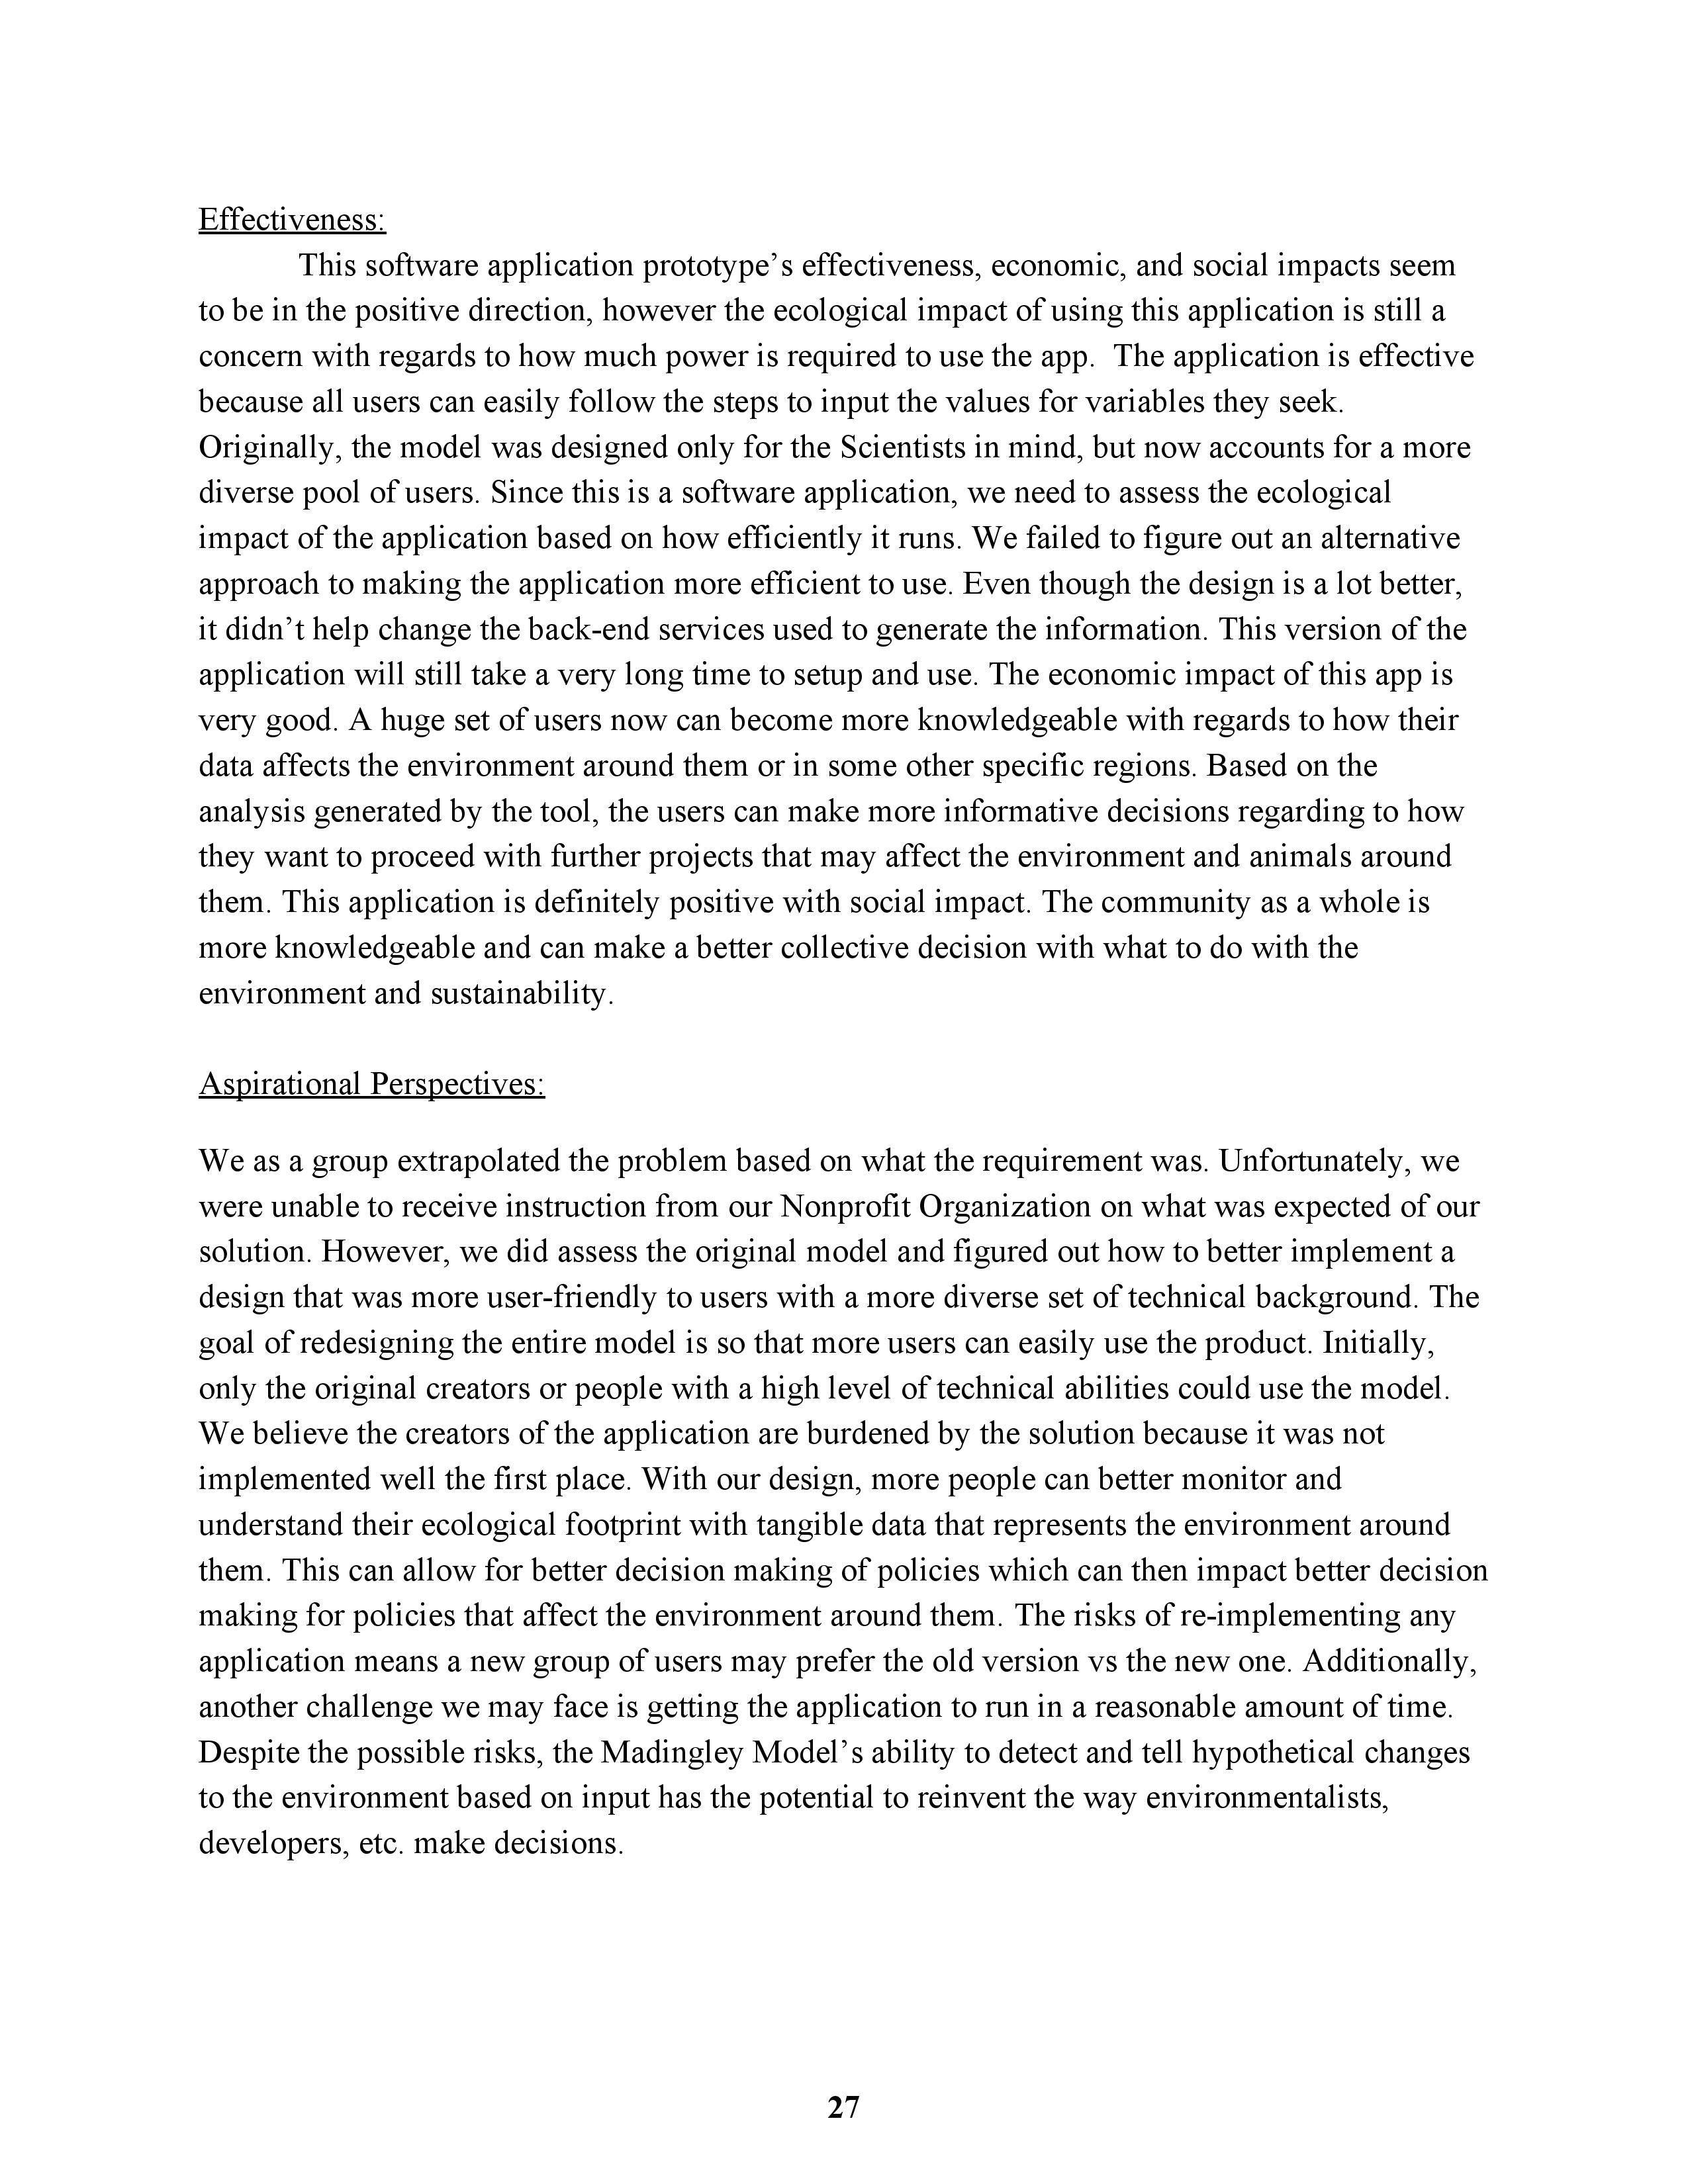 Effectiveness:
This software application prototype’s effectiveness, economic, and social impacts seem
to be in the positive direction, however the ecological impact of using this application is still a
concern with regards to how much power is required to use the app.  The application is effective
because all users can easily follow the steps to input the values for variables they seek.
Originally, the model was designed only for the Scientists in mind, but now accounts for a more
diverse pool of users. Since this is a software application, we need to assess the ecological
impact of the application based on how efficiently it runs. We failed to figure out an alternative
approach to making the application more efficient to use. Even though the design is a lot better,
it didn’t help change the back-end services used to generate the information. This version of the
application will still take a very long time to setup and use. The economic impact of this app is
very good. A huge set of users now can become more knowledgeable with regards to how their
data affects the environment around them or in some other specific regions. Based on the
analysis generated by the tool, the users can make more informative decisions regarding to how
they want to proceed with further projects that may affect the environment and animals around
them. This application is definitely positive with social impact. The community as a whole is
more knowledgeable and can make a better collective decision with what to do with the
environment and sustainability.
Aspirational Perspectives:
We as a group extrapolated the problem based on what the requirement was. Unfortunately, we
were unable to receive instruction from our Nonprofit Organization on what was expected of our
solution. However, we did assess the original model and figured out how to better implement a
design that was more user-friendly to users with a more diverse set of technical background. The
goal of redesigning the entire model is so that more users can easily use the product. Initially,
only the original creators or people with a high level of technical abilities could use the model.
We believe the creators of the application are burdened by the solution because it was not
implemented well the first place. With our design, more people can better monitor and
understand their ecological footprint with tangible data that represents the environment around
them. This can allow for better decision making of policies which can then impact better decision
making for policies that affect the environment around them. The risks of re-implementing any
application means a new group of users may prefer the old version vs the new one. Additionally,
another challenge we may face is getting the application to run in a reasonable amount of time.
Despite the possible risks, the Madingley Model’s ability to detect and tell hypothetical changes
to the environment based on input has the potential to reinvent the way environmentalists,
developers, etc. make decisions.
27